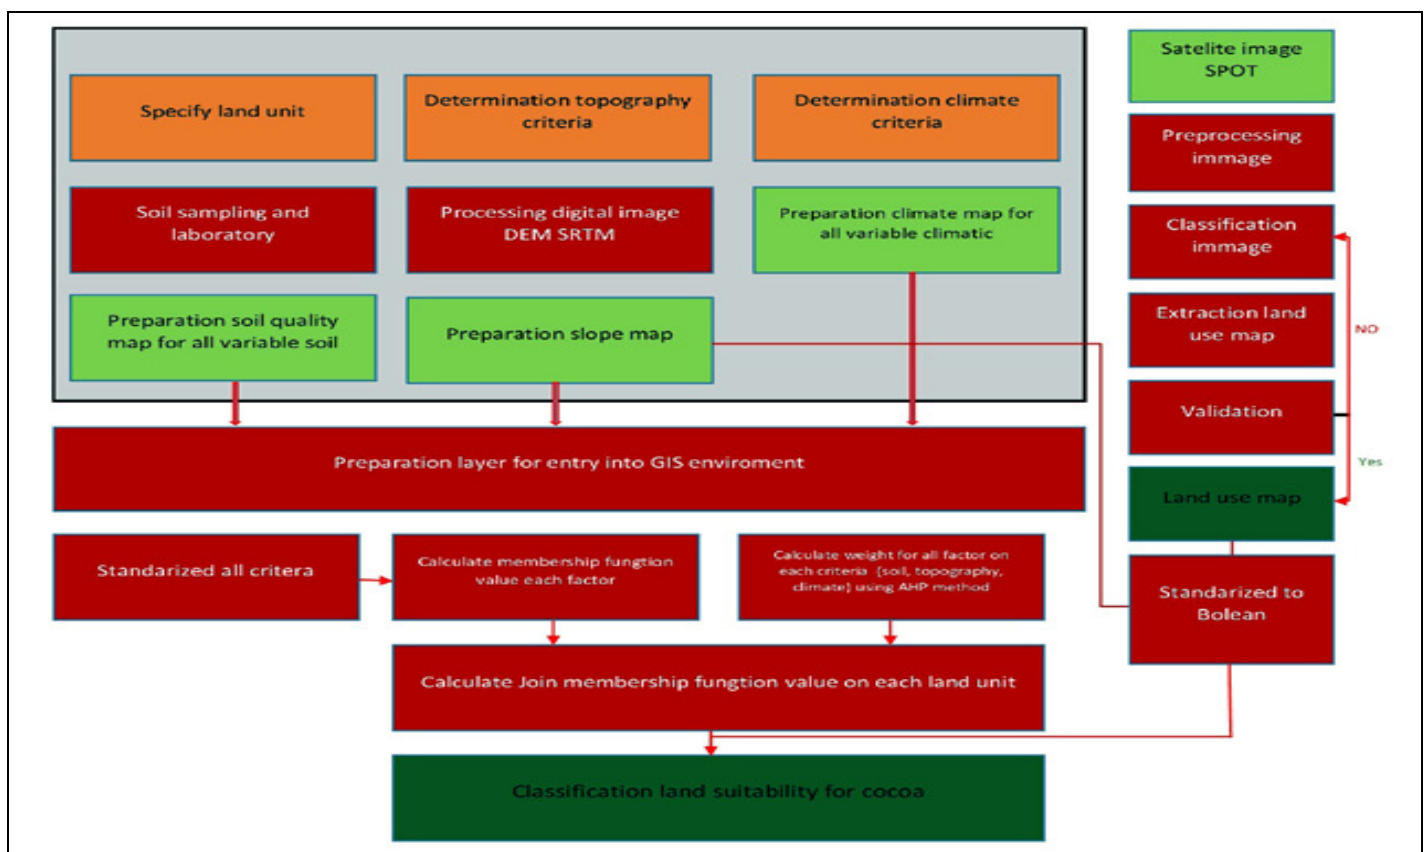 Specify land unit
Determination topography
criteria
Determination climate
criteria
Soil sampling and
laboratory
Processing digital image
DEM SRTM
Preparation climate map for
all variable climatic
Preparation soil quality
map for all variable soil
Preparation slope map
Preparation layer for entry into GIS enviroment
Standarized all critera
Calculate membership fungtion
value each factor
Calculate weight for all factor on
each criteria (soil, topography,
climate) using AHP method
Calculate Join membership fungtion value on each land unit
Classification land suitability for cocoa
Satelite image
SPOT
Preprocessing
immage
Classification
immage
Extraction land
use map
NO
Validation
Yes
Land use map
Standarized to
Bolean